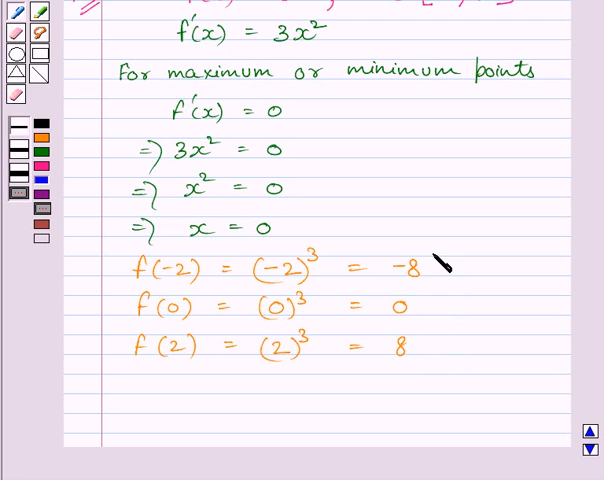 f'(x) = 3x²
For maximum or minimum points
f'(x) = 0
=) 3x² = 0
=) x² = 0
=) x = 0
f(-2) = (-2)³ = -8
f(0) = (0)³ = 0
f(2) = (2)³ = 8